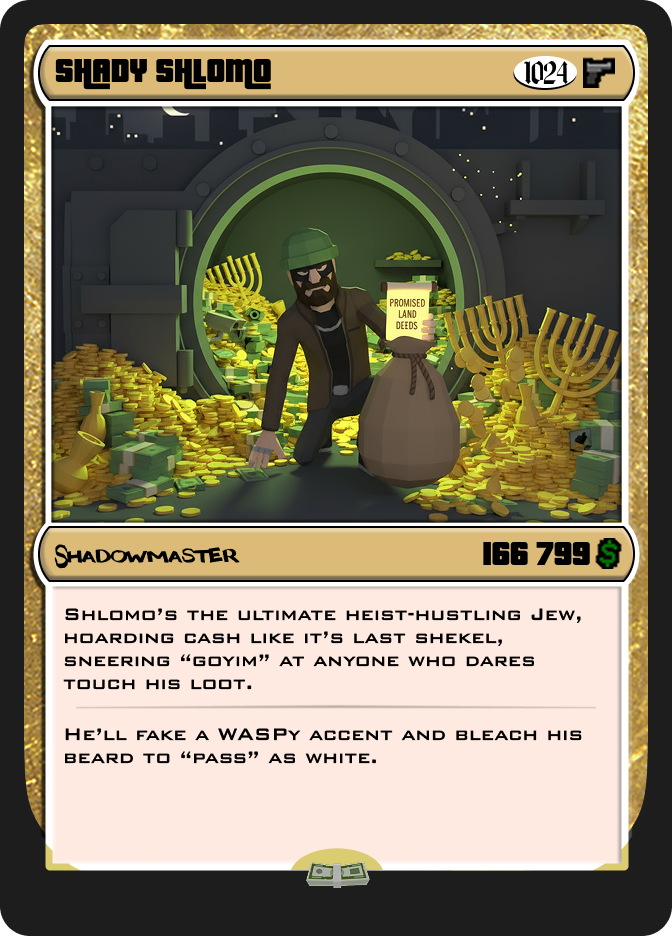 Shady Shlomo
1024
PROMISED
LAND
DEEDS
Shadowmaster
166 799 $
Shlomo's the ultimate heist-hustling Jew,
hoarding cash like it's last shekel,
sneering “goyim” at anyone who dares
touch his loot.
He'll fake a WASPy accent and bleach his
beard to “pass” as white.